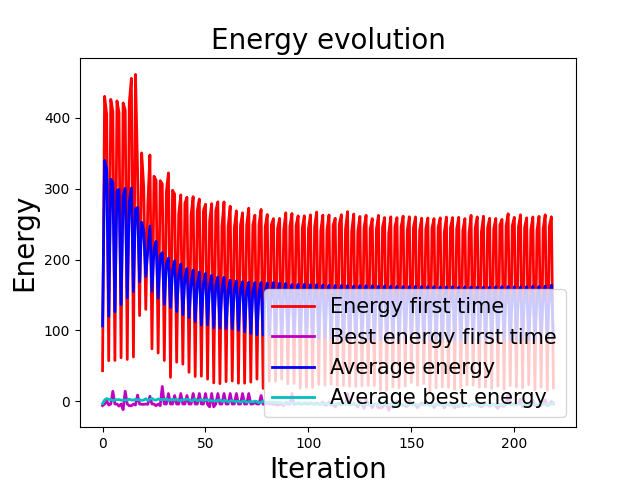 Energy evolution
Energy
400
300
200
100
0
Energy first time
Best energy first time
Average energy
Average best energy
0 50 100 150 200
Iteration